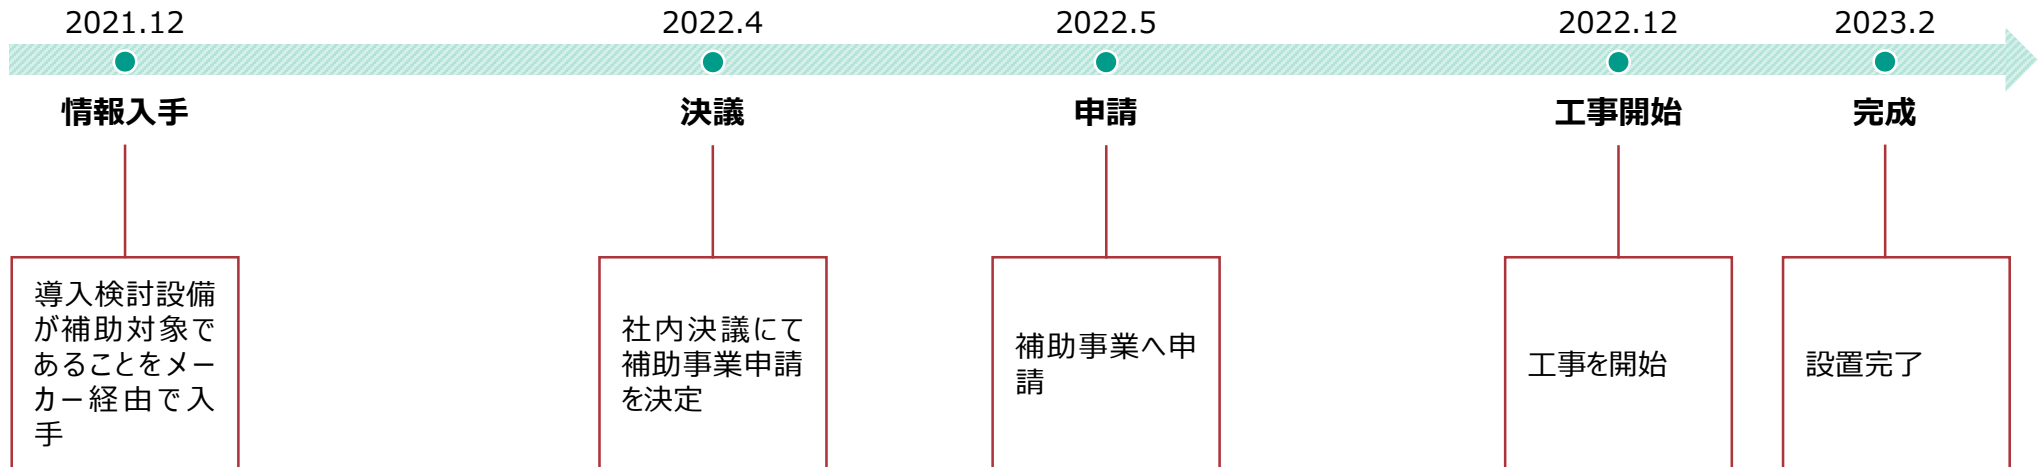 2021.12
2022.4
2022.5
2022.12
2023.2
情報入手
決議
申請
工事開始
完成
導入検討設備
が補助対象で
あることをメー
カー経由で入
手
社内決議にて
補助事業申請
を決定
補助事業へ申
請
工事を開始
設置完了